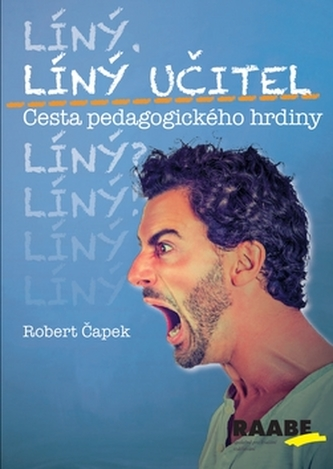 LÍNÝ.
LÍNÝ UČITEL
Cesta pedagogického hrdiny
LÍNÝ?
LÍNÝ!
LÍNÝ
LÍNÝ
Robert Čapek
RAABE